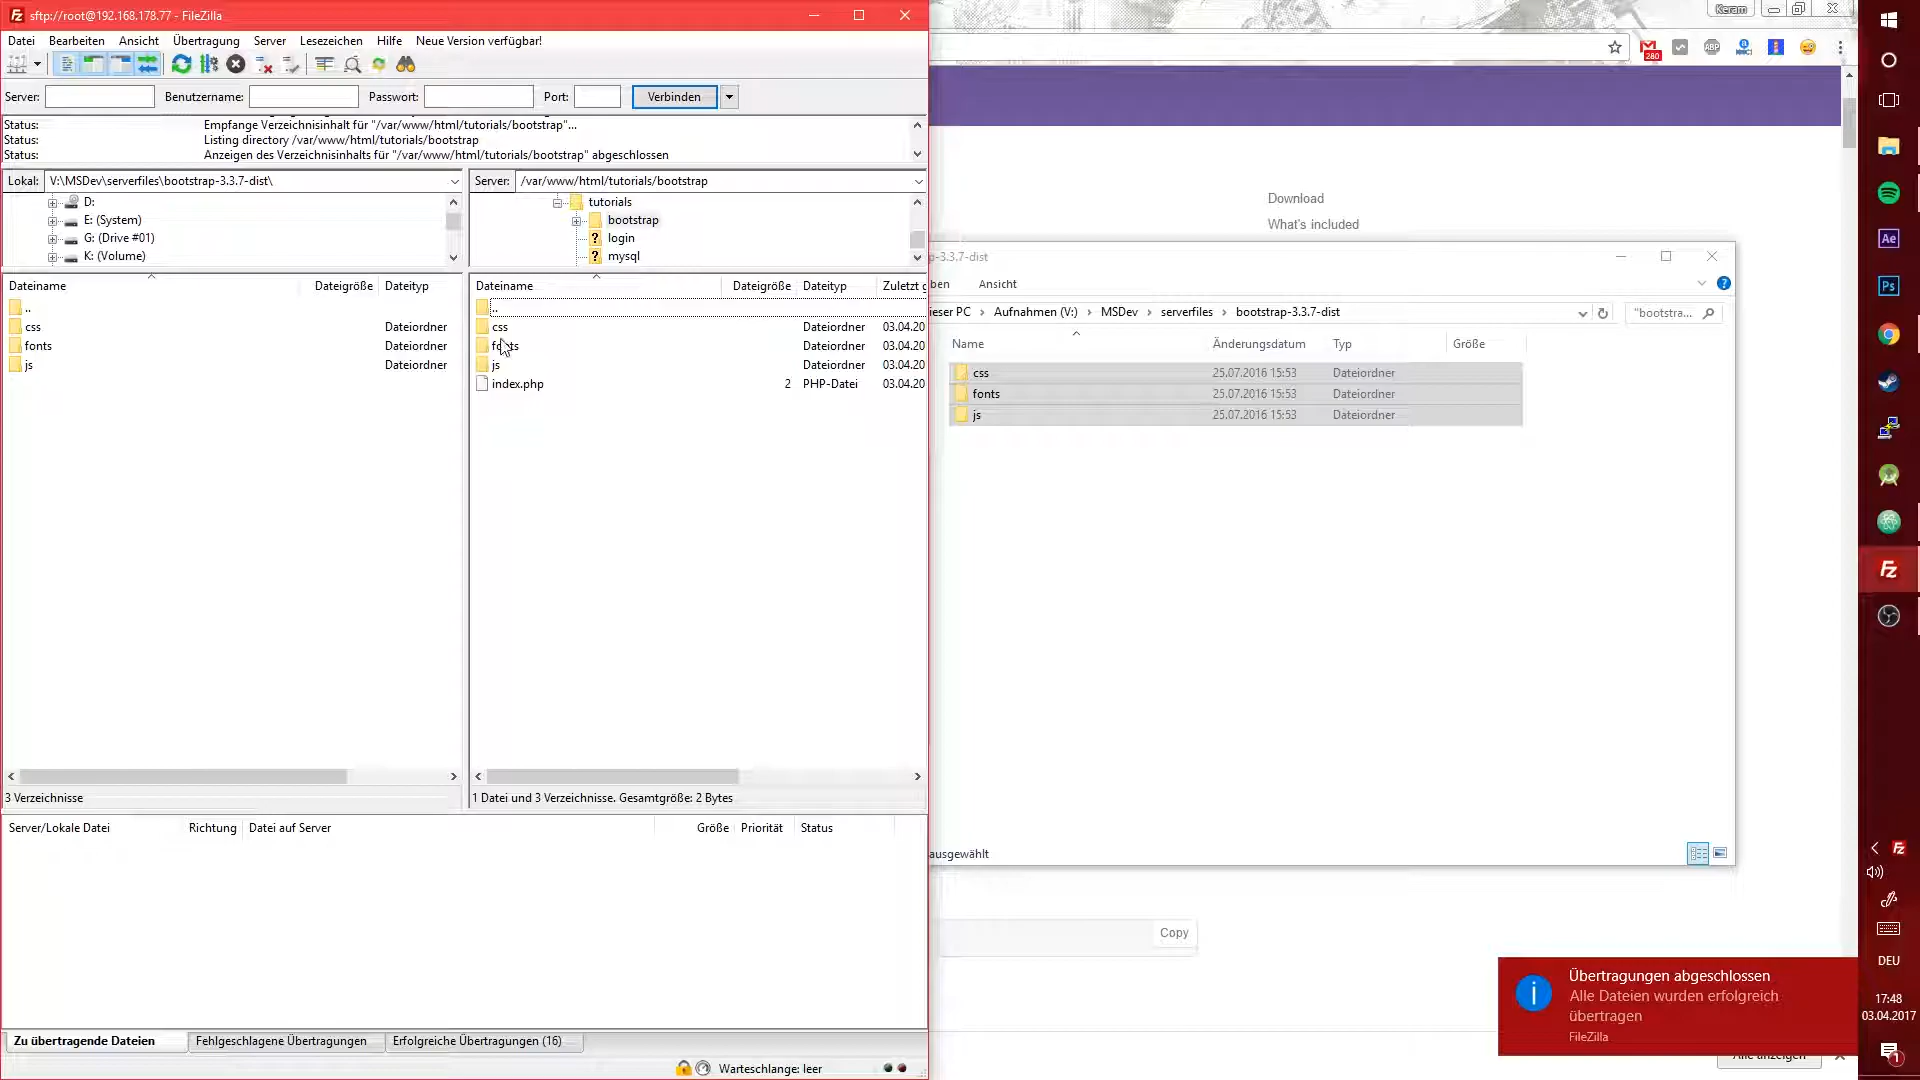 sftp://root@192.168.178.77 - FileZilla
Datei Bearbeiten Ansicht Übertragung Server Lesezeichen Hilfe Neue Version verfügbar!
Server: Benutzername: Passwort: Port: Verbinden
Status: Empfange Verzeichnisinhalt für "/var/www/html/tutorials/bootstrap"...
Status: Listing directory /var/www/html/tutorials/bootstrap
Status: Anzeigen des Verzeichnisinhalts für "/var/www/html/tutorials/bootstrap" abgeschlossen
Lokal: V:\MSDev\serverfiles\bootstrap-3.3.7-dist\
D:
E: (System)
G: (Drive #01)
K: (Volume)
Dateiname Dateigröße Dateityp
..
css Dateiordner
fonts Dateiordner
js Dateiordner
3 Verzeichnisse
Server: /var/www/html/tutorials/bootstrap
tutorials
bootstrap
? login
? mysql
Dateiname Dateigröße Dateityp Zuletzt g
..
css Dateiordner 03.04.20
fonts Dateiordner 03.04.20
js Dateiordner 03.04.20
index.php 2 PHP-Datei 03.04.20
1 Datei und 3 Verzeichnisse. Gesamtgröße: 2 Bytes
Server/Lokale Datei Richtung Datei auf Server Größe Priorität Status
Zu übertragende Dateien Fehlgeschlagene Übertragungen Erfolgreiche Übertragungen (16)
Warteschlange: leer
Keram
280
ABP
Download
What's included
p-3.3.7-dist
ben Ansicht
ieser PC > Aufnahmen (V:) > MSDev > serverfiles > bootstrap-3.3.7-dist "bootstra...
Name Änderungsdatum Typ Größe
css 25.07.2016 15:53 Dateiordner
fonts 25.07.2016 15:53 Dateiordner
js 25.07.2016 15:53 Dateiordner
ausgewählt
Copy
Übertragungen abgeschlossen
Alle Dateien wurden erfolgreich
übertragen
FileZilla
Alle anzeigen
Ae
Ps
Fz
DEU
17:48
03.04.2017
1